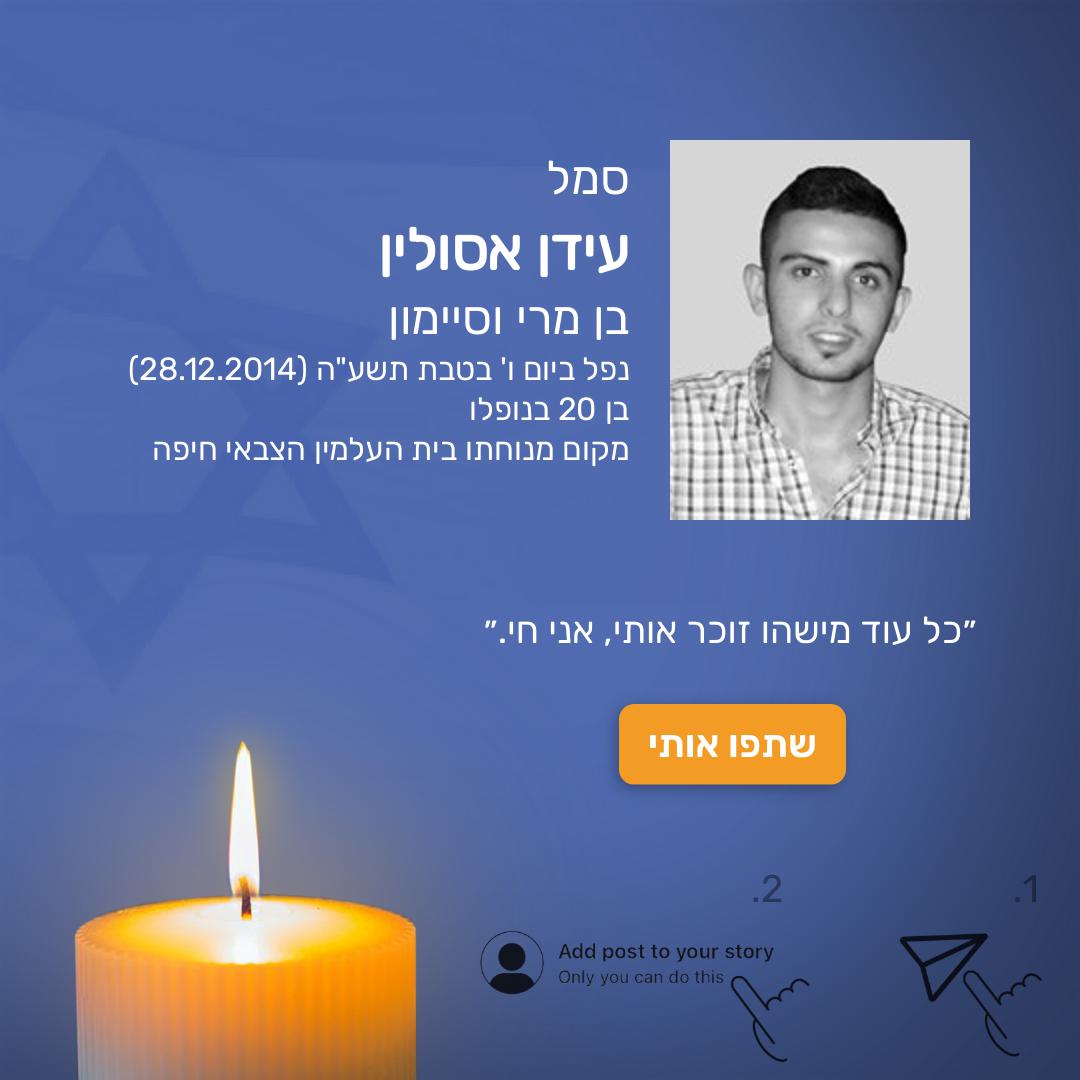 סמל
עידן אסולין
בן מרי וסיימון
נפל ביום ו' בטבת תשע"ה (28.12.2014)
בן 20 בנופלו
מקום מנוחתו בית העלמין הצבאי חיפה
״כל עוד מישהו זוכר אותי, אני חי.״
שתפו אותי
1.
2.
Add post to your story
Only you can do this